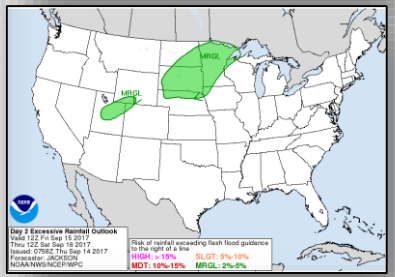 MRGL
MRGL
noaa
Day 2 Excessive Rainfall Outlook
Valid 12Z Fri Sep 15 2017
Thru 12Z Sat Sep 16 2017
Issued: 0758Z Thu Sep 14 2017
Forecaster: JACKSON
NOAA/NWS/NCEP/WPC
Risk of rainfall exceeding flash flood guidance
to the right of a line
HIGH: > 15% SLGT: 5%-10%
MDT: 10%-15% MRGL: 2%-5%